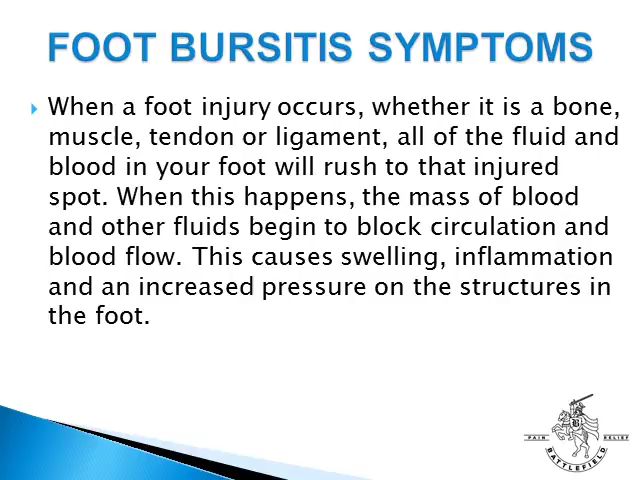 FOOT BURSITIS SYMPTOMS
When a foot injury occurs, whether it is a bone,
muscle, tendon or ligament, all of the fluid and
blood in your foot will rush to that injured
spot. When this happens, the mass of blood
and other fluids begin to block circulation and
blood flow. This causes swelling, inflammation
and an increased pressure on the structures in
the foot.
B
PAIN RELIEF
BATTLEFIELD